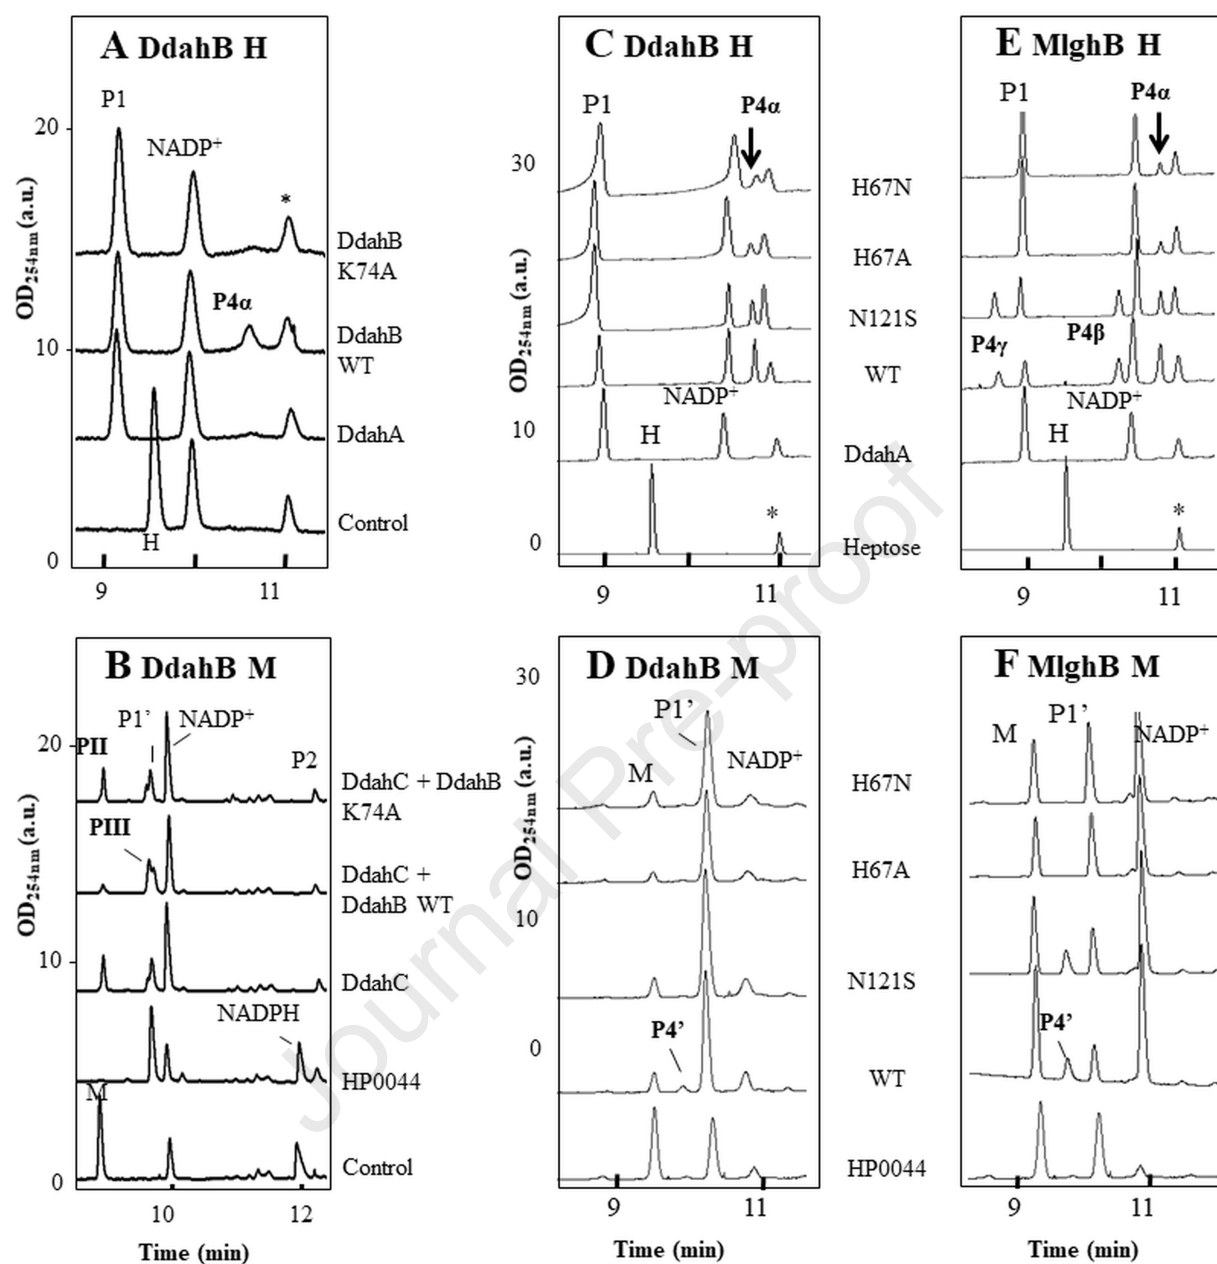 A DdahB H
P1
20
NADP+
*
DdahB
K74A
P4α
DdahB
WT
10
DdahA
Control
H
0
9
11
OD254nm (a.u.)
C DdahB H
P1
P4α
30
H67N
H67A
N121S
WT
NADP+
10
H
DdahA
*
0
Heptose
9
11
OD254nm (a.u.)
E MlghB H
P1
P4α
P4γ
P4β
NADP+
H
*
9
11
B DdahB M
P1’
NADP+
20
PII
P2
DdahC + DdahB
K74A
PIII
DdahC +
DdahB WT
10
DdahC
NADPH
HP0044
M
Control
0
10
12
Time (min)
OD254nm (a.u.)
D DdahB M
30
P1’
M
NADP+
H67N
H67A
10
N121S
P4’
0
WT
HP0044
9
11
Time (min)
OD254nm (a.u.)
F MlghB M
M
P1’
NADP+
P4’
9
11
Time (min)
Journal Pre-proof